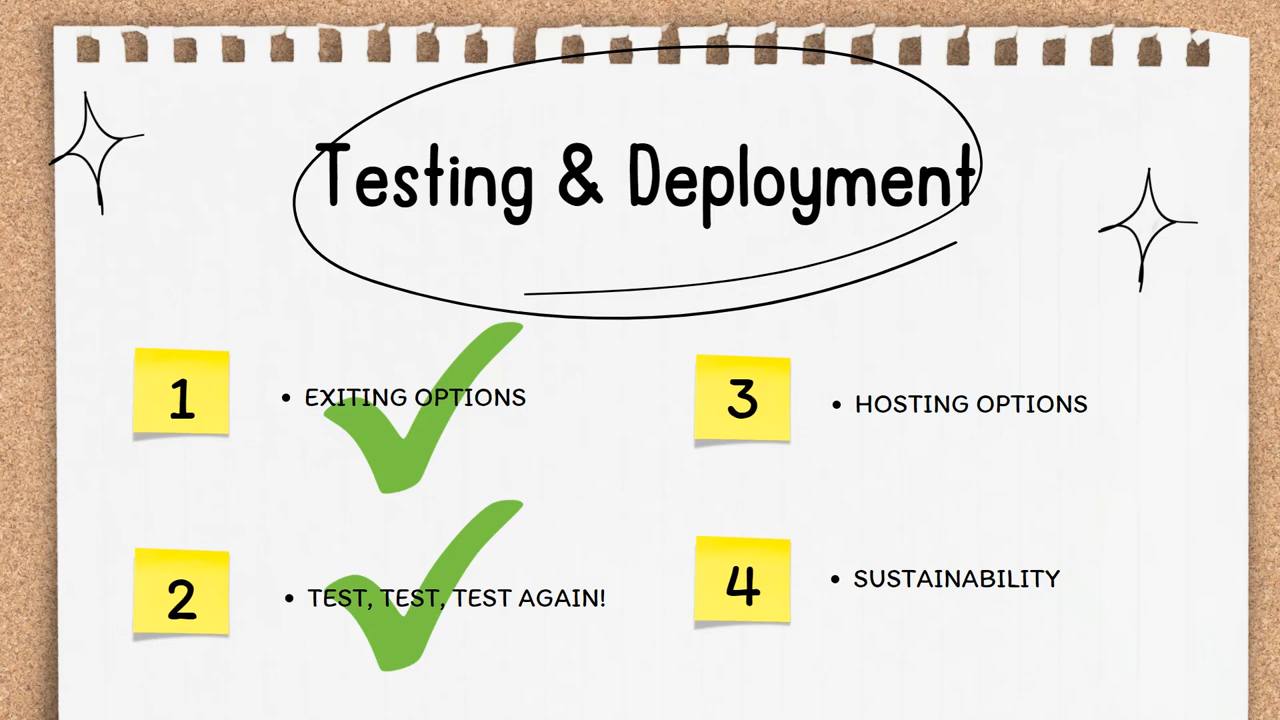 Testing & Deployment
1
• EXITING OPTIONS
2
• TEST, TEST, TEST AGAIN!
3
• HOSTING OPTIONS
4
• SUSTAINABILITY